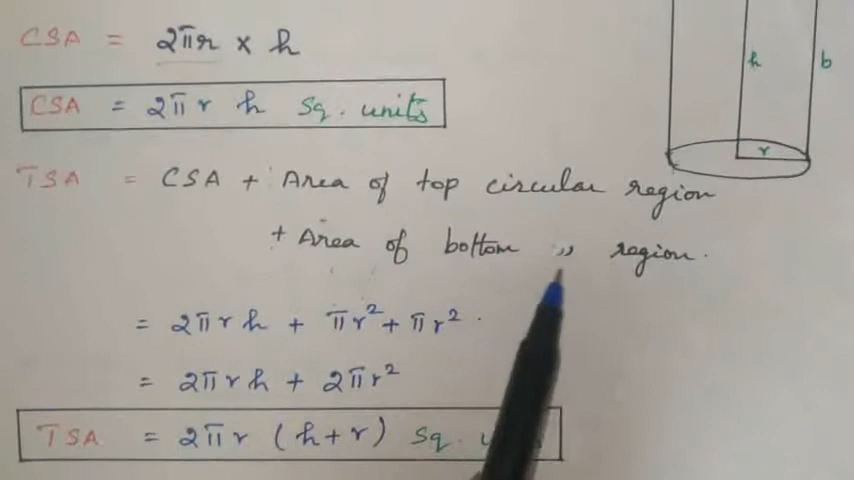 CSA = 2πr × h
CSA = 2πr h Sq. units
h
b
r
TSA = CSA + Area of top circular region
+ Area of bottom ,, region.
= 2πrh + πr² + πr².
= 2πrh + 2πr²
TSA = 2πr (h+r) Sq.